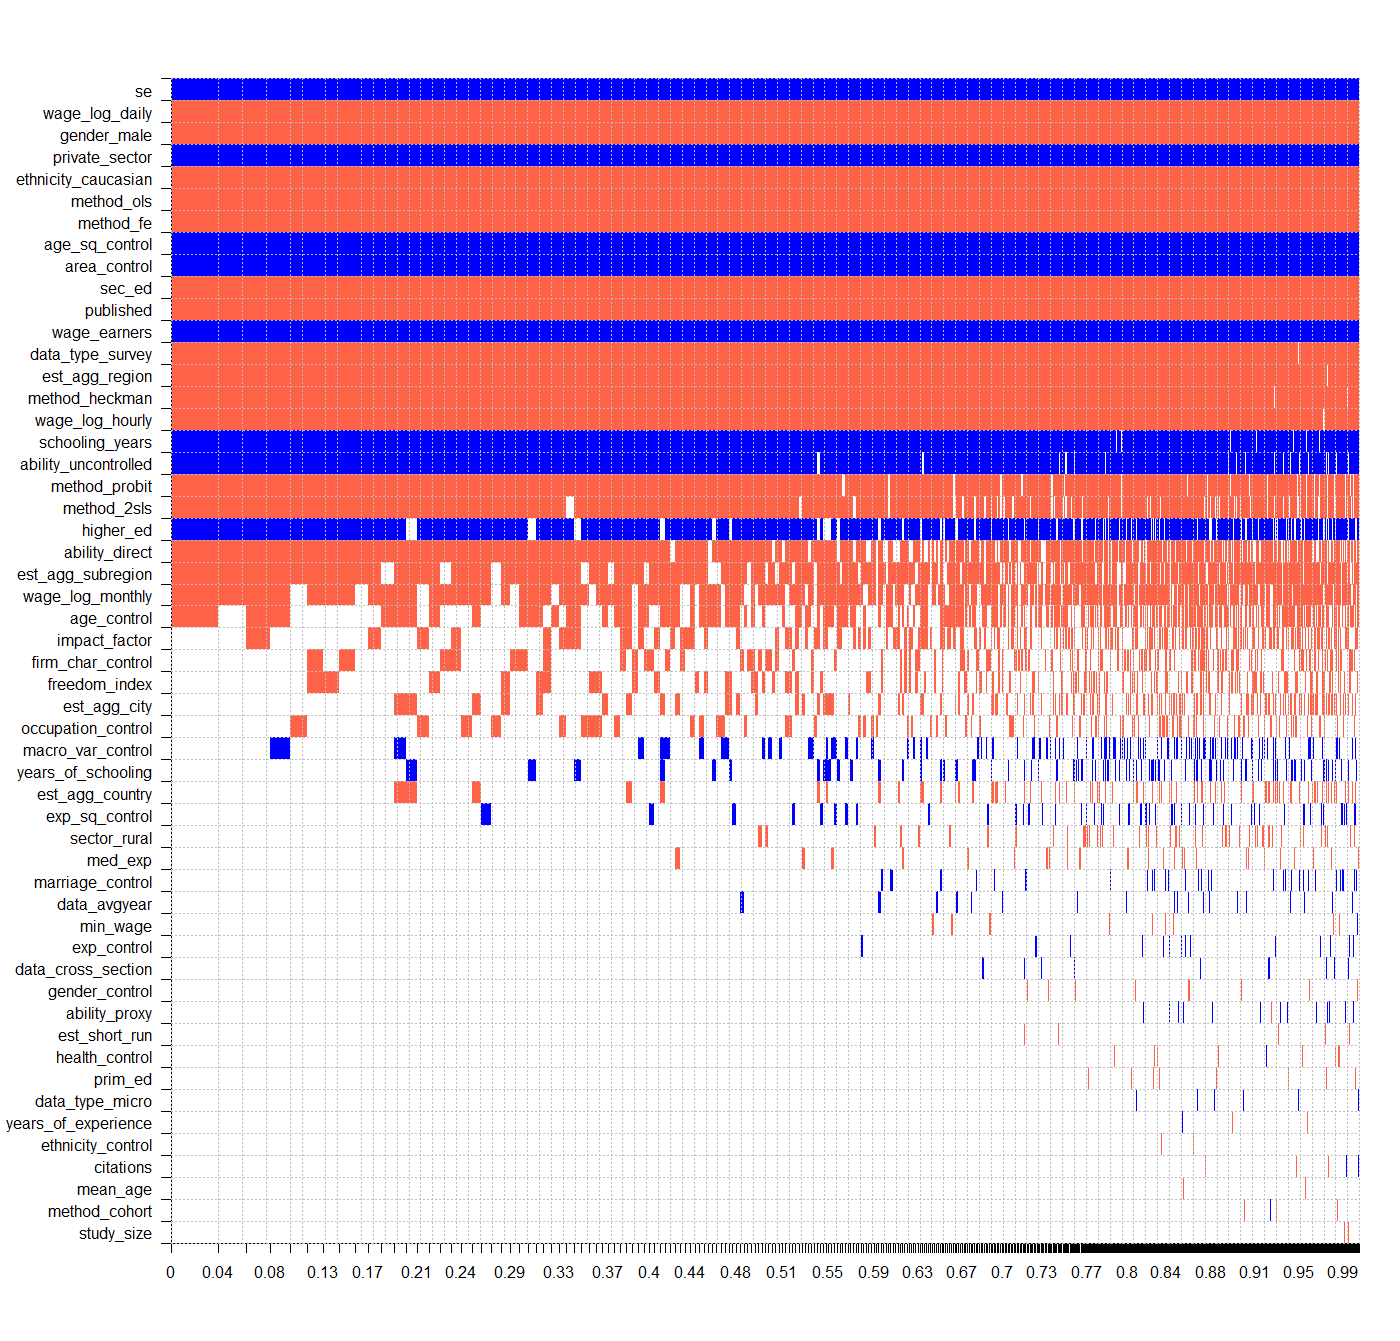 se
wage_log_daily
gender_male
private_sector
ethnicity_caucasian
method_ols
method_fe
age_sq_control
area_control
sec_ed
published
wage_earners
data_type_survey
est_agg_region
method_heckman
wage_log_hourly
schooling_years
ability_uncontrolled
method_probit
method_2sls
higher_ed
ability_direct
est_agg_subregion
wage_log_monthly
age_control
impact_factor
firm_char_control
freedom_index
est_agg_city
occupation_control
macro_var_control
years_of_schooling
est_agg_country
exp_sq_control
sector_rural
med_exp
marriage_control
data_avgyear
min_wage
exp_control
data_cross_section
gender_control
ability_proxy
est_short_run
health_control
prim_ed
data_type_micro
years_of_experience
ethnicity_control
citations
mean_age
method_cohort
study_size
0 0.04 0.08 0.13 0.17 0.21 0.24 0.29 0.33 0.37 0.4 0.44 0.48 0.51 0.55 0.59 0.63 0.67 0.7 0.73 0.77 0.8 0.84 0.88 0.91 0.95 0.99